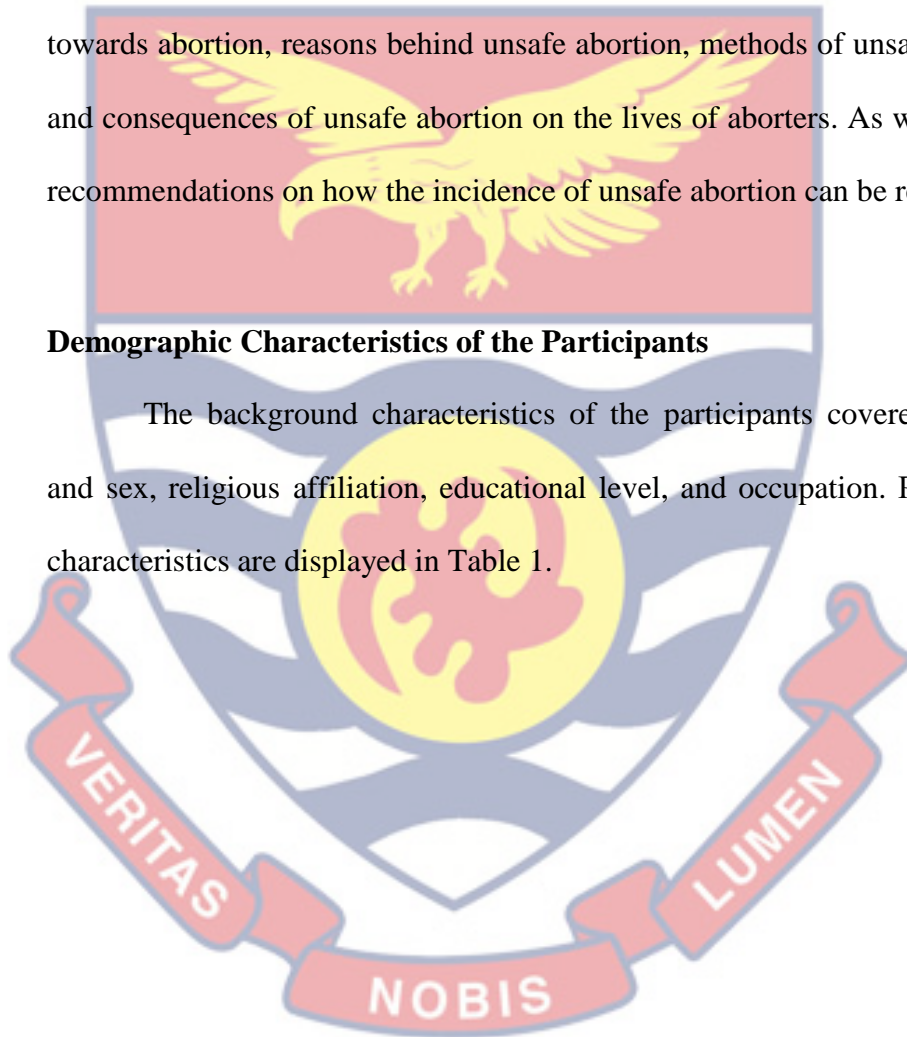 towards abortion, reasons behind unsafe abortion, methods of
and consequences of unsafe abortion on the lives of aborters. As
recommendations on how the incidence of unsafe abortion can be
Demographic Characteristics of the Participants
The background characteristics of the participants
and sex, religious affiliation, educational level, and occupation.
characteristics are displayed in Table 1.
VERITAS
NOBIS
LUMEN